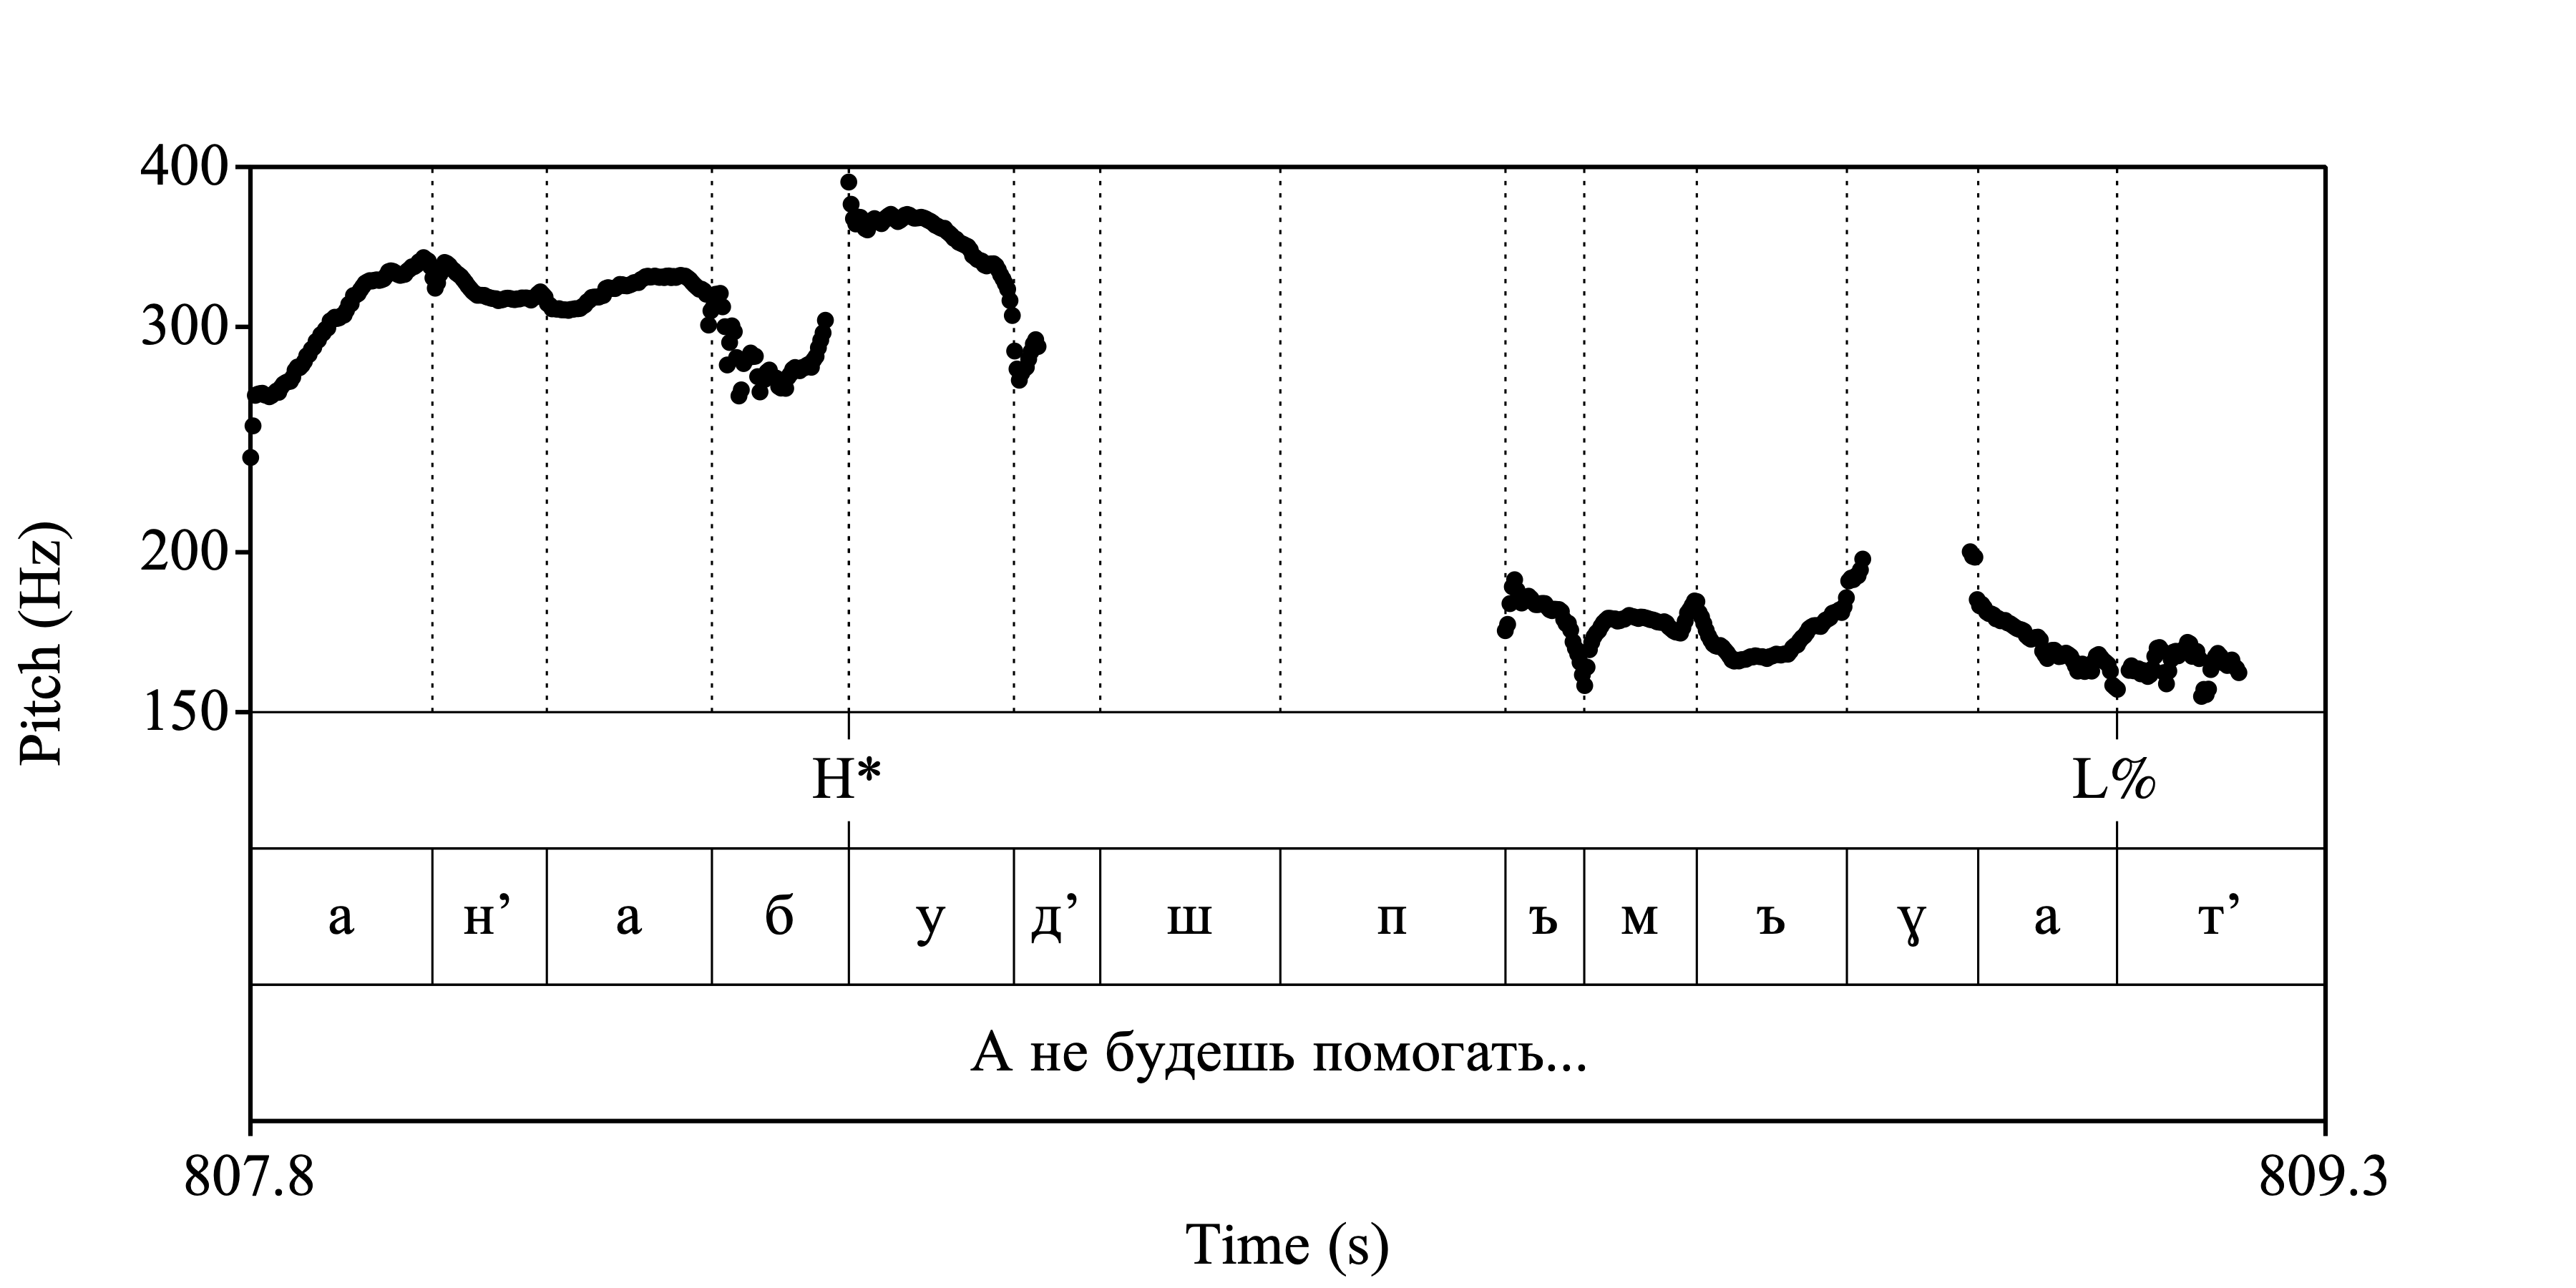 400
300
200
150
Pitch (Hz)
H* L%
а н’ а б у д’ ш п ъ м ъ ɣ а т’
А не будешь помогать...
807.8 809.3
Time (s)